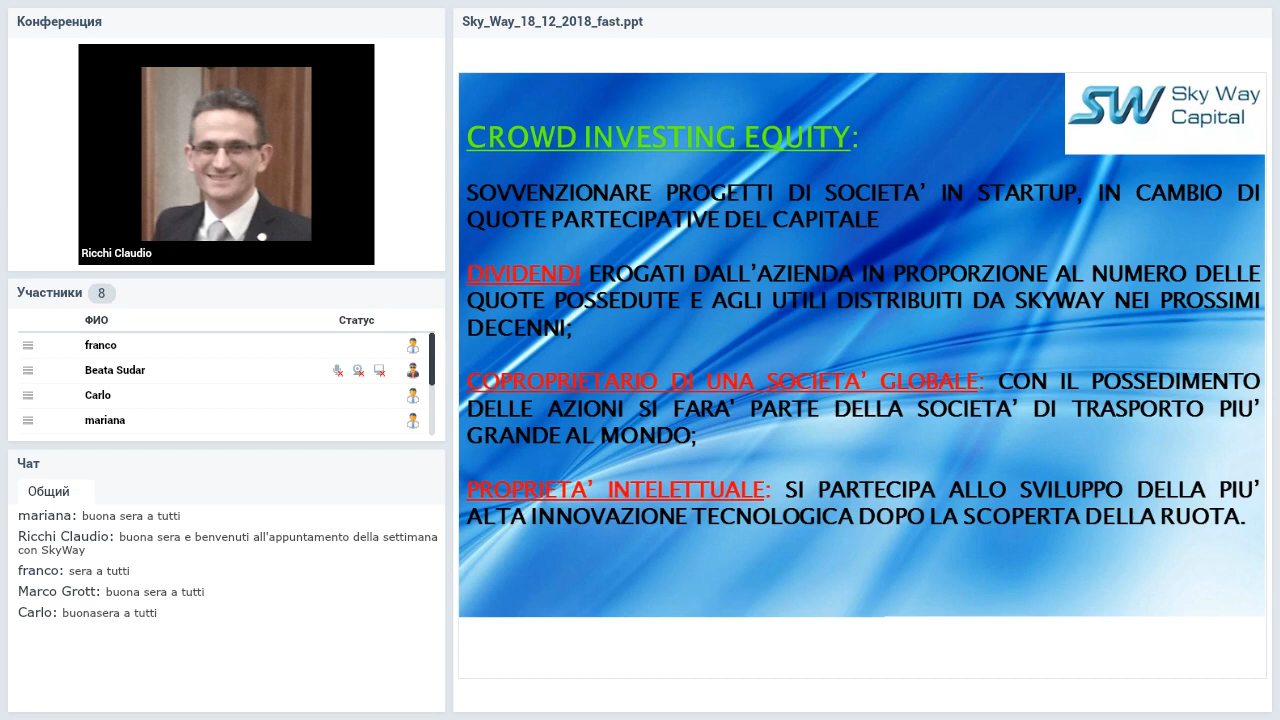 Конференция
Ricchi Claudio
Участники 8
ФИО Статус
franco
Beata Sudar
Carlo
mariana
Чат
Общий
mariana: buona sera a tutti
Ricchi Claudio: buona sera e benvenuti all'appuntamento della settimana
con SkyWay
franco: sera a tutti
Marco Grott: buona sera a tutti
Carlo: buonasera a tutti
Sky_Way_18_12_2018_fast.ppt
SW Sky Way
Capital
CROWD INVESTING EQUITY:
SOVVENZIONARE PROGETTI DI SOCIETA’ IN STARTUP, IN CAMBIO DI
QUOTE PARTECIPATIVE DEL CAPITALE
DIVIDENDI EROGATI DALL’AZIENDA IN PROPORZIONE AL NUMERO DELLE
QUOTE POSSEDUTE E AGLI UTILI DISTRIBUITI DA SKYWAY NEI PROSSIMI
DECENNI;
COPROPRIETARIO DI UNA SOCIETA’ GLOBALE: CON IL POSSEDIMENTO
DELLE AZIONI SI FARA' PARTE DELLA SOCIETA’ DI TRASPORTO PIU’
GRANDE AL MONDO;
PROPRIETA’ INTELETTUALE: SI PARTECIPA ALLO SVILUPPO DELLA PIU’
ALTA INNOVAZIONE TECNOLOGICA DOPO LA SCOPERTA DELLA RUOTA.